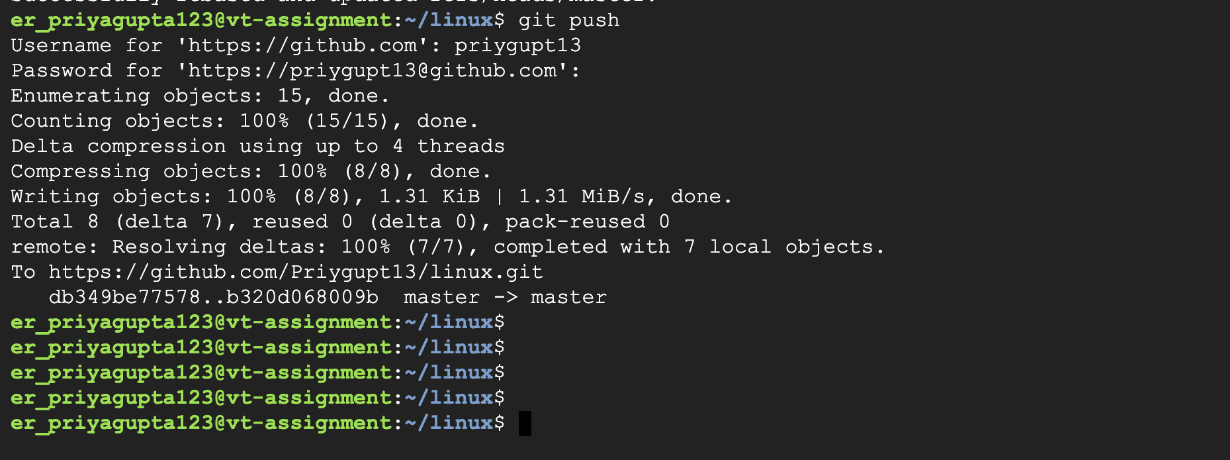 er_priyagupta123@vt-assignment:~/linux$ git push
Username for 'https://github.com': priygupt13
Password for 'https://priygupt13@github.com':
Enumerating objects: 15, done.
Counting objects: 100% (15/15), done.
Delta compression using up to 4 threads
Compressing objects: 100% (8/8), done.
Writing objects: 100% (8/8), 1.31 KiB | 1.31 MiB/s, done.
Total 8 (delta 7), reused 0 (delta 0), pack-reused 0
remote: Resolving deltas: 100% (7/7), completed with 7 local objects.
To https://github.com/Priygupt13/linux.git
   db349be77578..b320d068009b  master -> master
er_priyagupta123@vt-assignment:~/linux$
er_priyagupta123@vt-assignment:~/linux$
er_priyagupta123@vt-assignment:~/linux$
er_priyagupta123@vt-assignment:~/linux$
er_priyagupta123@vt-assignment:~/linux$